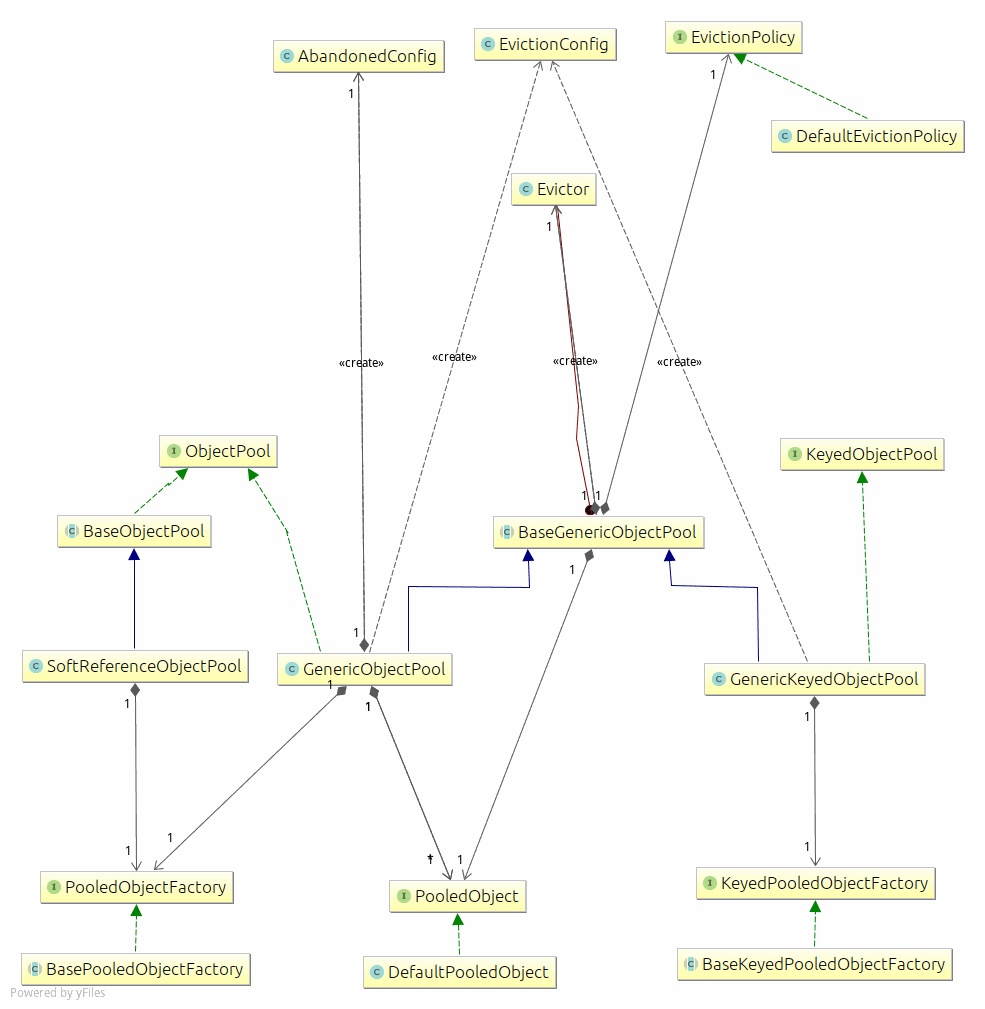 EvictionPolicy
EvictionConfig
AbandonedConfig
1
1
DefaultEvictionPolicy
Evictor
1
«create»
«create»
«create»
«create»
ObjectPool
KeyedObjectPool
1
1
BaseObjectPool
BaseGenericObjectPool
1
1
SoftReferenceObjectPool
GenericObjectPool
GenericKeyedObjectPool
1
1
1
1
1
1
1
*
1
1
PooledObjectFactory
PooledObject
KeyedPooledObjectFactory
BasePooledObjectFactory
DefaultPooledObject
BaseKeyedPooledObjectFactory
Powered by yFiles